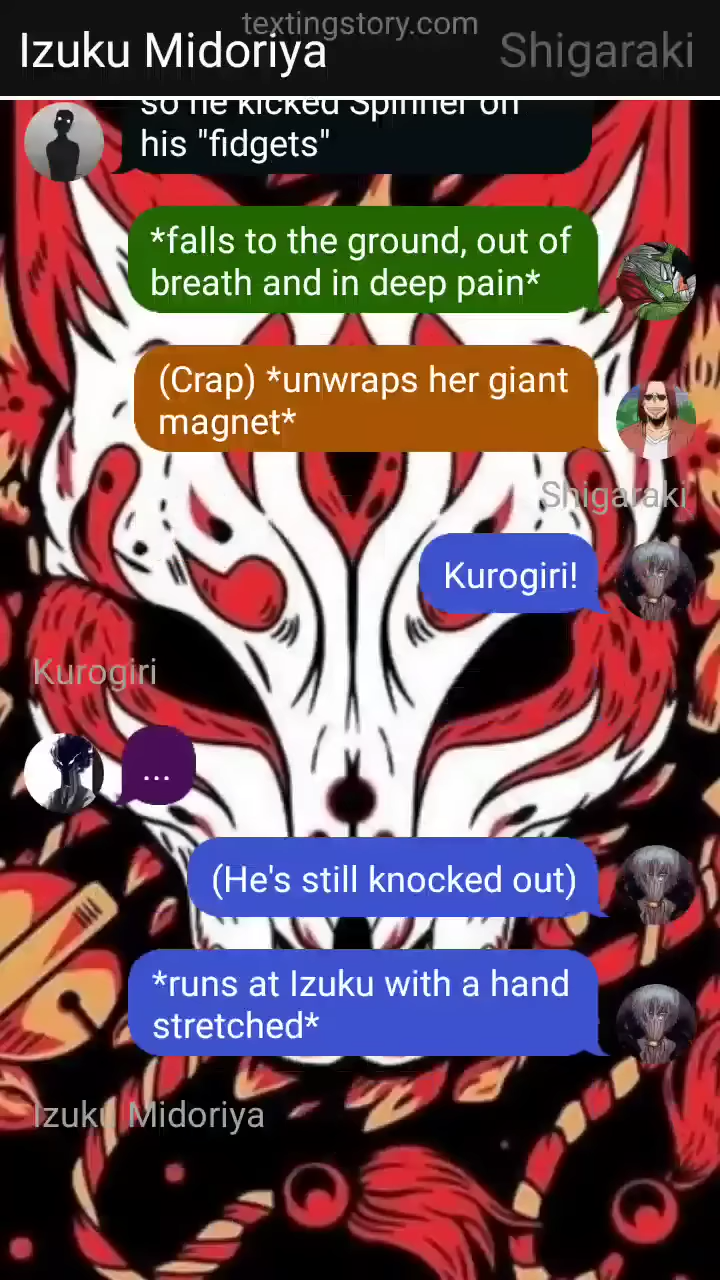 textingstory.com
Izuku Midoriya
Shigaraki
so he kicked Spinner on
his "fidgets"
*falls to the ground, out of
breath and in deep pain*
(Crap) *unwraps her giant
magnet*
Shigaraki
Kurogiri!
Kurogiri
...
(He's still knocked out)
*runs at Izuku with a hand
stretched*
Izuku Midoriya